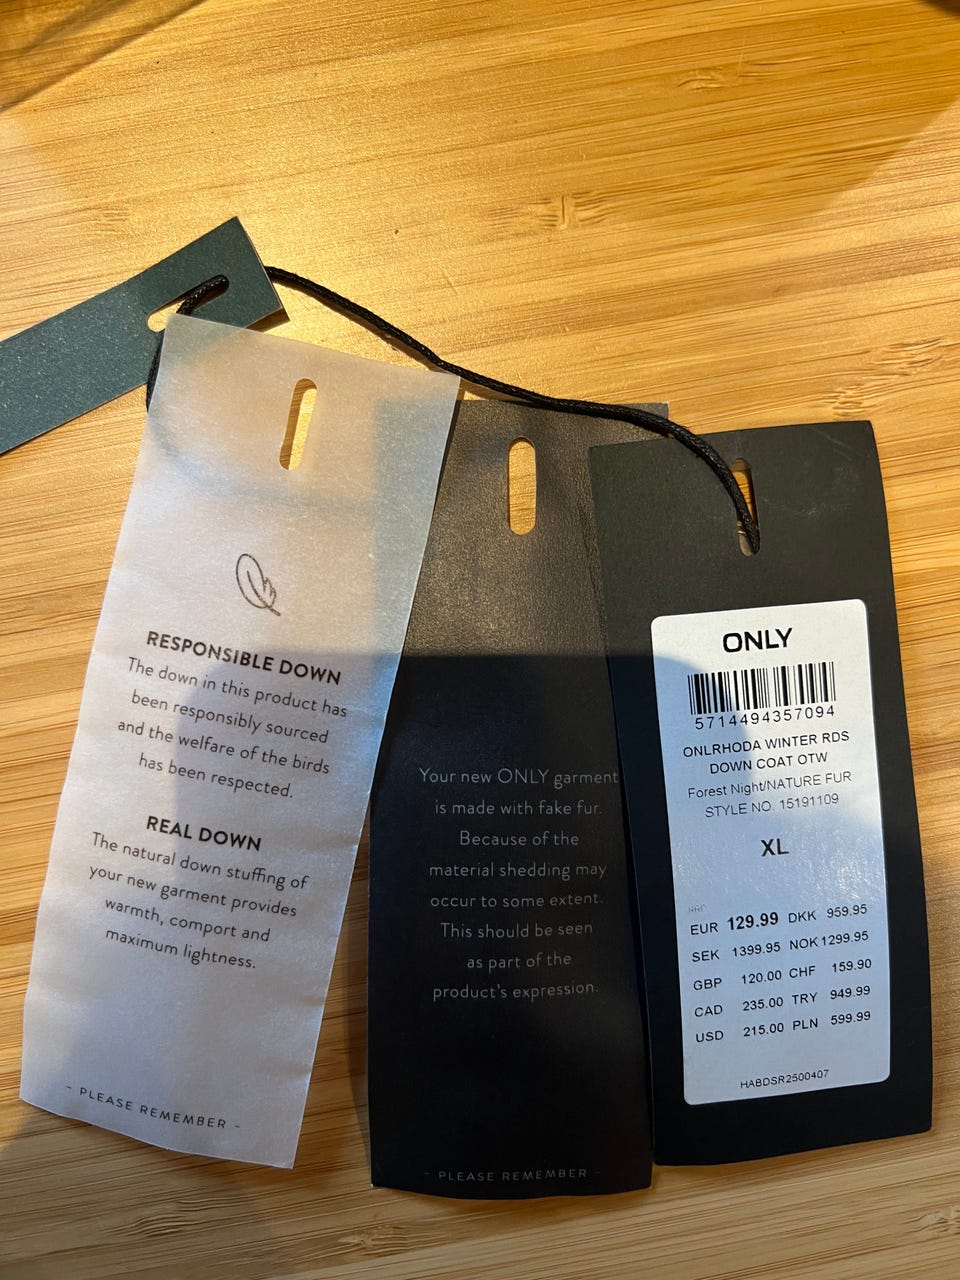 RESPONSIBLE DOWN
The down in this product has
been responsibly sourced
and the welfare of the birds
has been respected.
REAL DOWN
The natural down stuffing of
your new garment provides
warmth, comport and
maximum lightness.
- PLEASE REMEMBER -
Your new ONLY garment
is made with fake fur.
Because of the
material shedding may
occur to some extent.
This should be seen
as part of the
product's expression.
- PLEASE REMEMBER -
ONLY
5714494357094
ONLRHODA WINTER RDS
DOWN COAT OTW
Forest Night/NATURE FUR
STYLE NO. 15191109
XL
EUR 129.99 DKK 959.95
SEK 1399.95 NOK 1299.95
GBP 120.00 CHF 159.90
CAD 235.00 TRY 949.99
USD 215.00 PLN 599.99
HABDSR2500407